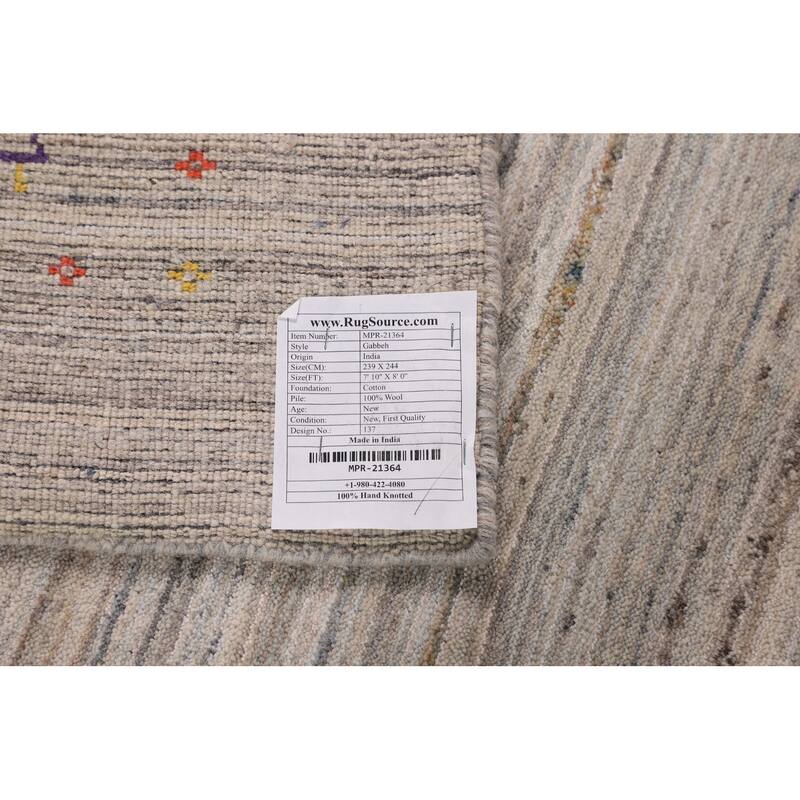 www.RugSource.com
Item Number: MPR-21364
Style Gabbeh
Origin India
Size(CM): 239 X 244
Size(FT): 7' 10" X 8' 0"
Foundation: Cotton
Pile: 100% Wool
Age: New
Condition: New, First Quality
Design No.: 137
Made in India
MPR-21364
+1-980-422-4080
100% Hand Knotted